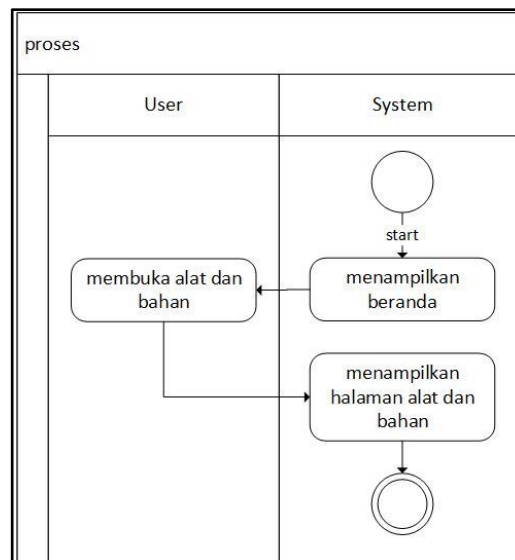 proses
User
System
start
menampilkan
beranda
membuka alat dan
bahan
menampilkan
halaman alat dan
bahan